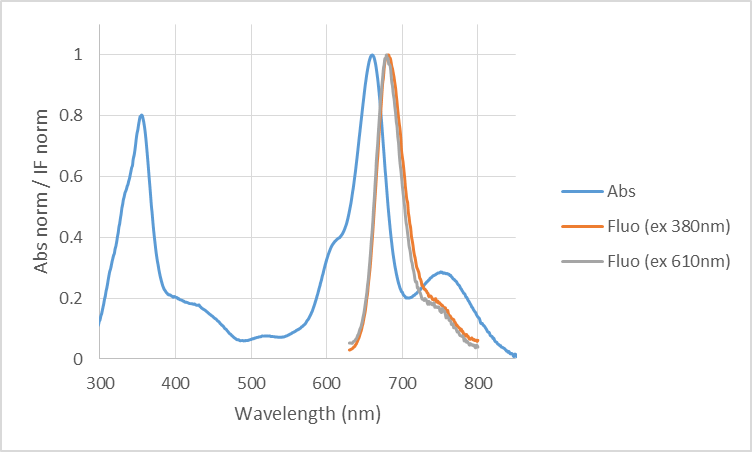 Abs norm / IF norm
1
0.8
0.6
0.4
0.2
0
300 400 500 600 700 800
Wavelength (nm)
Abs
Fluo (ex 380nm)
Fluo (ex 610nm)